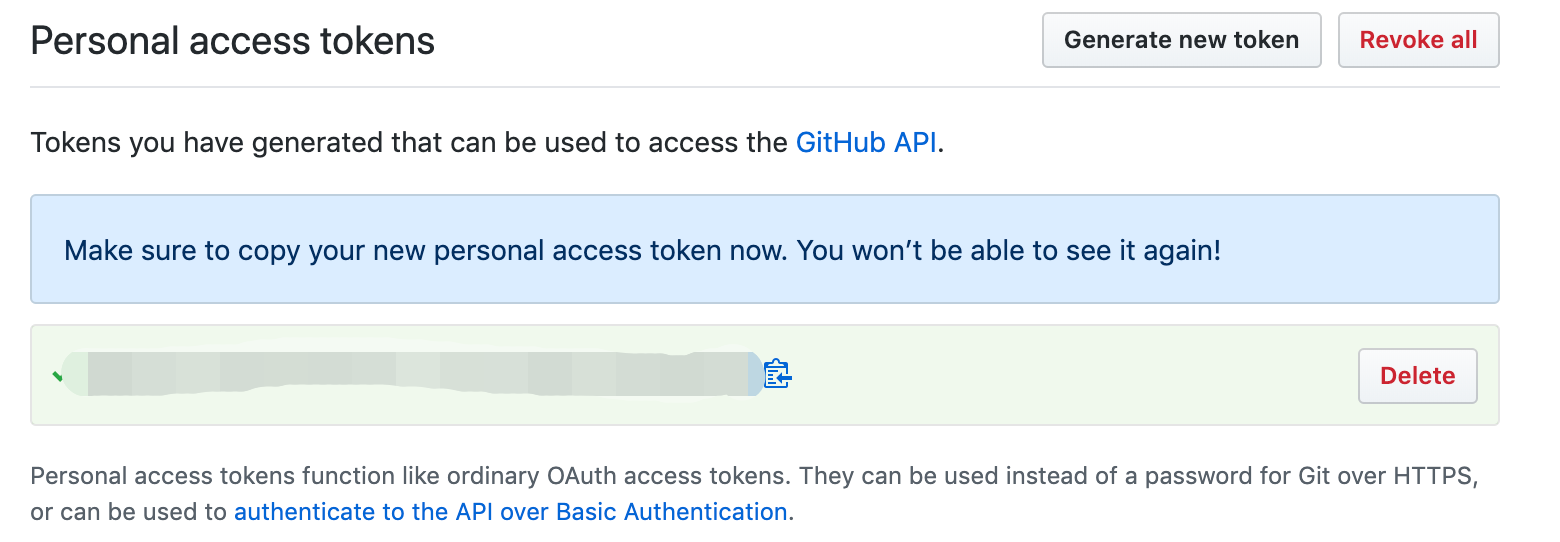 Personal access tokens
Generate new token
Revoke all
Tokens you have generated that can be used to access the GitHub API.
Make sure to copy your new personal access token now. You won’t be able to see it again!
Delete
Personal access tokens function like ordinary OAuth access tokens. They can be used instead of a password for Git over HTTPS,
or can be used to authenticate to the API over Basic Authentication.